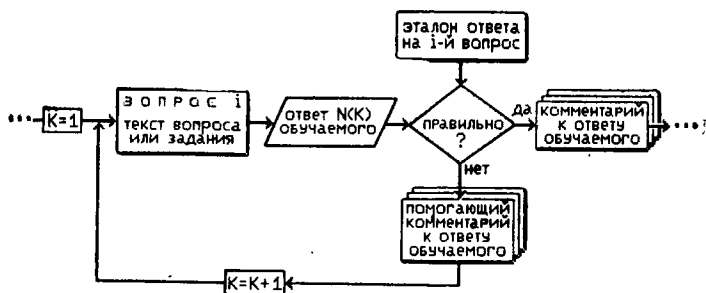 эталон ответа
на i-й вопрос
K=1
ЗОПРОС i
текст вопроса
или задания
ответ N(K)
обучаемого
правильно
?
да
комментарий
к ответу
обучаемого
нет
помогающий
комментарий
к ответу
обучаемого
K=K+1